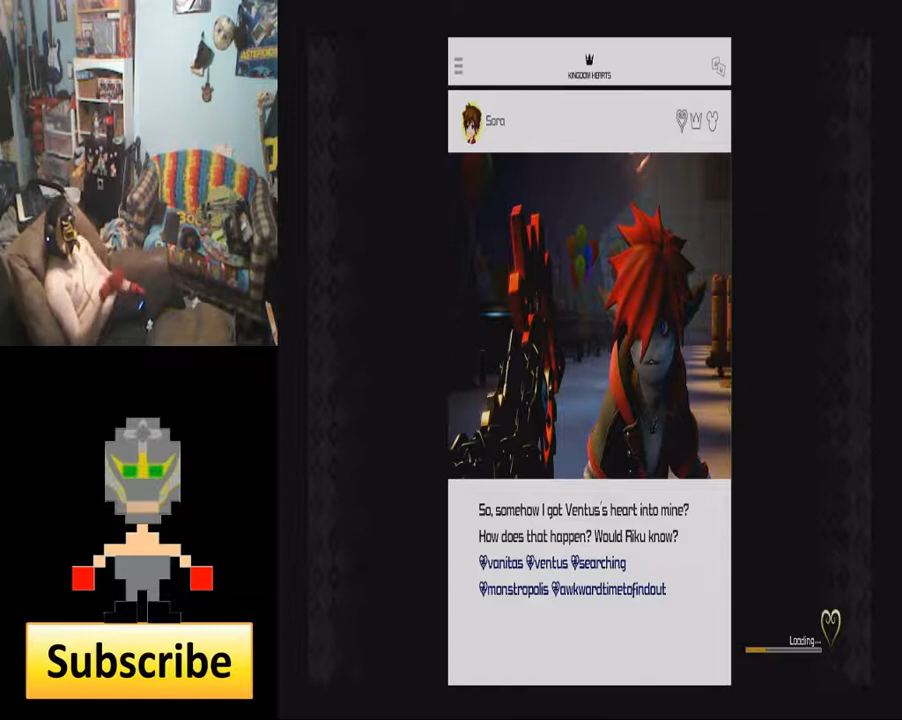 ASTEROIDS
KINGDOM HEARTS
Sora
So, somehow I got Ventus's heart into mine?
How does that happen? Would Riku know?
vanitas ventus searching
monstropolis awkwardtimetofindout
Loading...
Subscribe